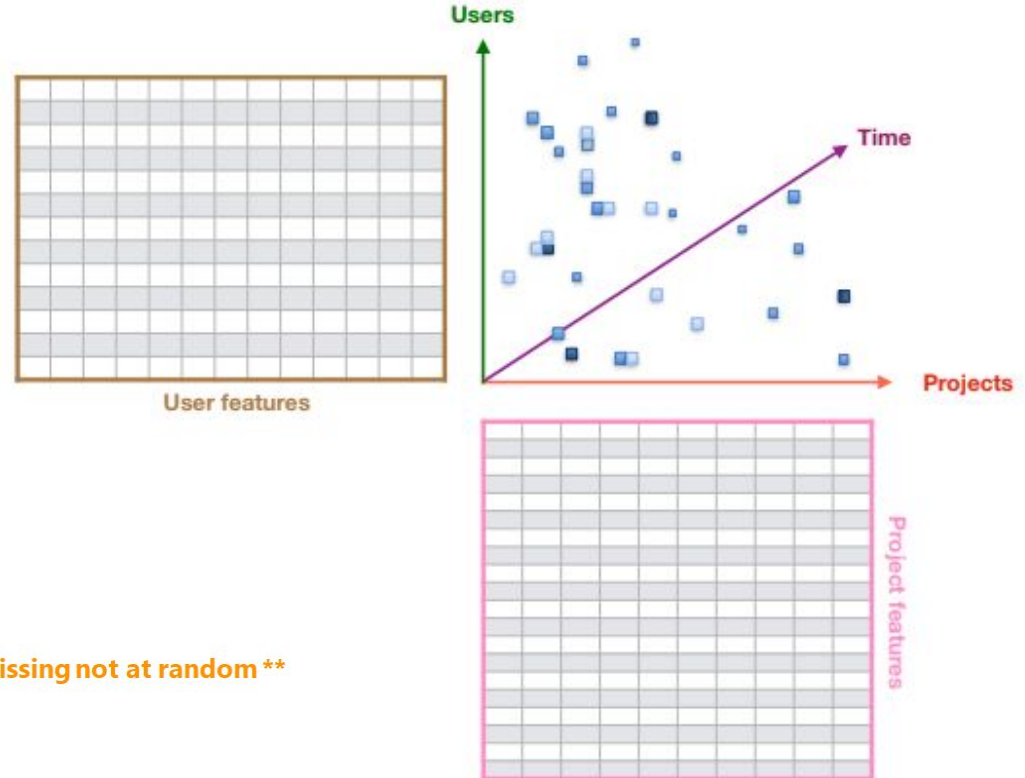 Users
Time
User features
Projects
Project features
issing not at random **